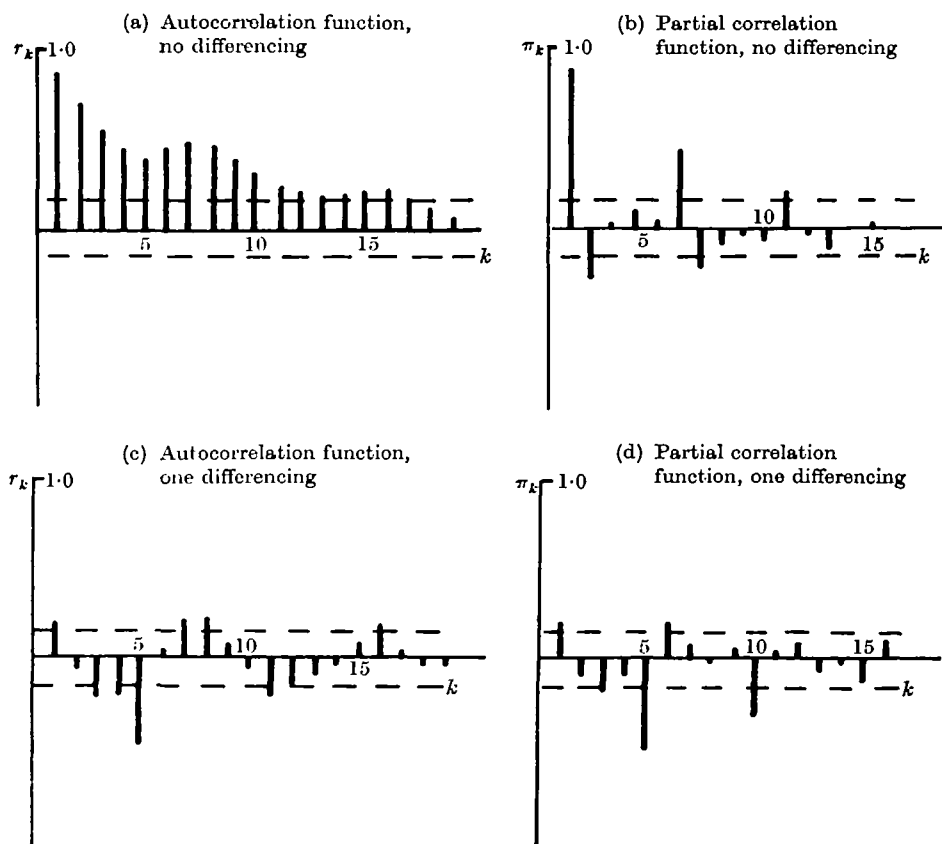 (a) Autocorrelation function,
no differencing
r_k 1·0
5 10 15 k
(b) Partial correlation
function, no differencing
π_k 1·0
5 10 15 k
(c) Autocorrelation function,
one differencing
r_k 1·0
5 10 15 k
(d) Partial correlation
function, one differencing
π_k 1·0
5 10 15 k